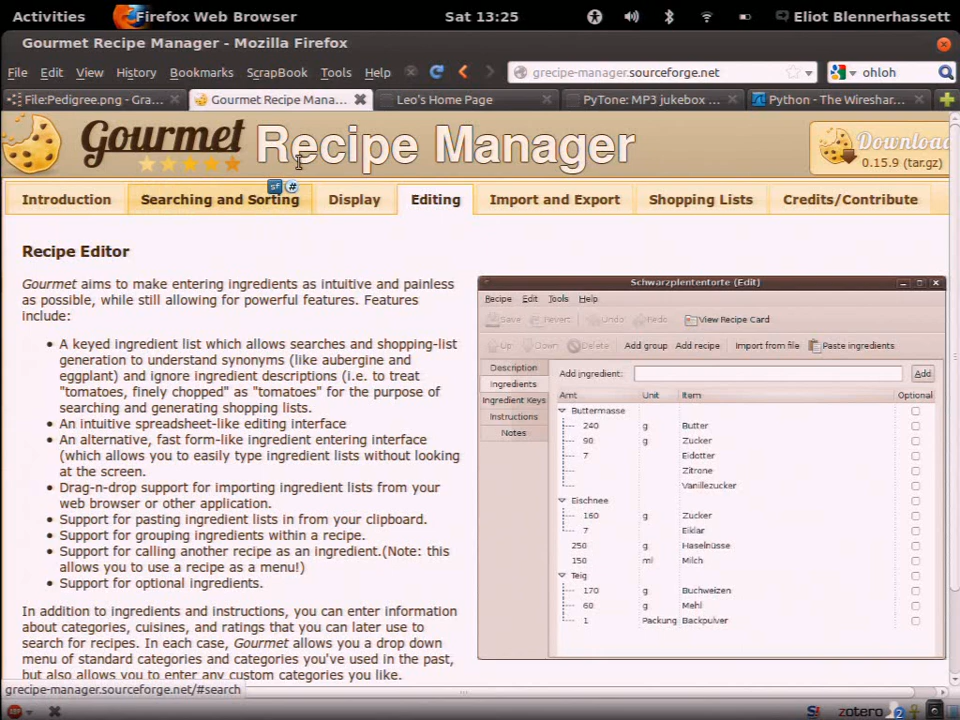 Activities Firefox Web Browser Sat 13:25 Eliot Blennerhassett
Gourmet Recipe Manager - Mozilla Firefox
File Edit View History Bookmarks ScrapBook Tools Help grecipe-manager.sourceforge.net ohloh
File:Pedigree.png - Gra... Gourmet Recipe Mana... Leo's Home Page PyTone: MP3 jukebox ... Python - The Wireshar...
Gourmet Recipe Manager
Download
0.15.9 (tar.gz)
sf #
Introduction Searching and Sorting Display Editing Import and Export Shopping Lists Credits/Contribute
Recipe Editor
Gourmet aims to make entering ingredients as intuitive and painless
as possible, while still allowing for powerful features. Features
include:
A keyed ingredient list which allows searches and shopping-list
generation to understand synonyms (like aubergine and
eggplant) and ignore ingredient descriptions (i.e. to treat
"tomatoes, finely chopped" as "tomatoes" for the purpose of
searching and generating shopping lists.
An intuitive spreadsheet-like editing interface
An alternative, fast form-like ingredient entering interface
(which allows you to easily type ingredient lists without looking
at the screen.
Drag-n-drop support for importing ingredient lists from your
web browser or other application.
Support for pasting ingredient lists in from your clipboard.
Support for grouping ingredients within a recipe.
Support for calling another recipe as an ingredient.(Note: this
allows you to use a recipe as a menu!)
Support for optional ingredients.
In addition to ingredients and instructions, you can enter information
about categories, cuisines, and ratings that you can later use to
search for recipes. In each case, Gourmet allows you a drop down
menu of standard categories and categories you've used in the past,
but also allows you to enter any custom categories you like.
Schwarzplententorte (Edit)
Recipe Edit Tools Help
Save Revert Undo Redo View Recipe Card
Up Down Delete Add group Add recipe Import from file Paste ingredients
Description
Ingredients
Ingredient Keys
Instructions
Notes
Add ingredient: Add
Amt Unit Item Optional
Buttermasse
240 g Butter
90 g Zucker
7 Eidotter
Zitrone
Vanillezucker
Eischnee
160 g Zucker
7 Eiklar
250 g Haselnüsse
150 ml Milch
Teig
170 g Buchweizen
60 g Mehl
1 Packung Backpulver
grecipe-manager.sourceforge.net/#search
ABP S! zotero 2